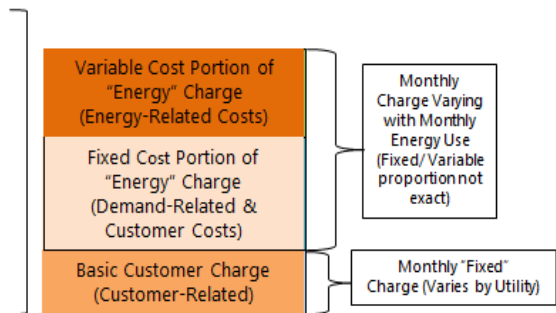 Variable Cost Portion of
"Energy" Charge
(Energy-Related Costs)
Fixed Cost Portion of
"Energy" Charge
(Demand-Related &
Customer Costs)
Basic Customer Charge
(Customer-Related)
Monthly
Charge Varying
with Monthly
Energy Use
(Fixed/ Variable
proportion not
exact)
Monthly "Fixed"
Charge (Varies by Utility)